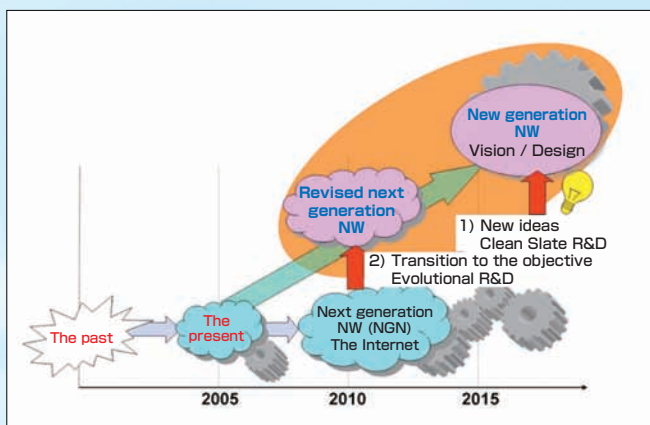 New generation
NW
Vision / Design
Revised next
generation
NW
1) New ideas
Clean Slate R&D
2) Transition to the objective
Evolutional R&D
The past
The
present
Next generation
NW (NGN)
The Internet
2005
2010
2015